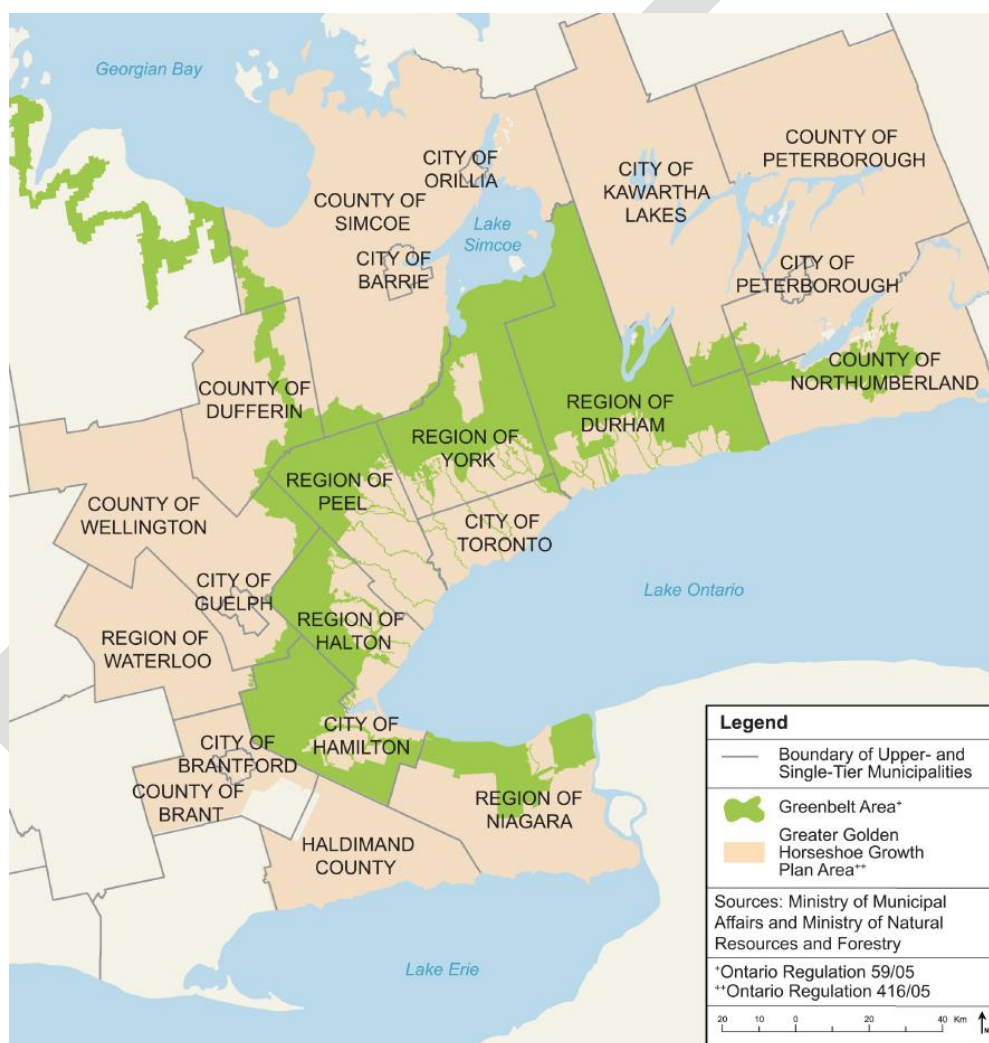 Georgian Bay
CITY OF
ORILLIA
COUNTY OF
SIMCOE
Lake
Simcoe
CITY OF
BARRIE
CITY OF
KAWARTHA
LAKES
COUNTY OF
PETERBOROUGH
CITY OF
PETERBOROUGH
COUNTY OF
NORTHUMBERLAND
COUNTY OF
DUFFERIN
REGION OF
DURHAM
REGION OF
YORK
REGION OF
PEEL
COUNTY OF
WELLINGTON
CITY OF
TORONTO
CITY OF
GUELPH
Lake Ontario
REGION OF
HALTON
REGION OF
WATERLOO
CITY OF
HAMILTON
CITY OF
BRANTFORD
COUNTY OF
BRANT
REGION OF
NIAGARA
HALDIMAND
COUNTY
Lake Erie
Legend
Boundary of Upper- and
Single-Tier Municipalities
Greenbelt Area+
Greater Golden
Horseshoe Growth
Plan Area++
Sources: Ministry of Municipal
Affairs and Ministry of Natural
Resources and Forestry
+Ontario Regulation 59/05
++Ontario Regulation 416/05
20 10 0 20 40 Km
N